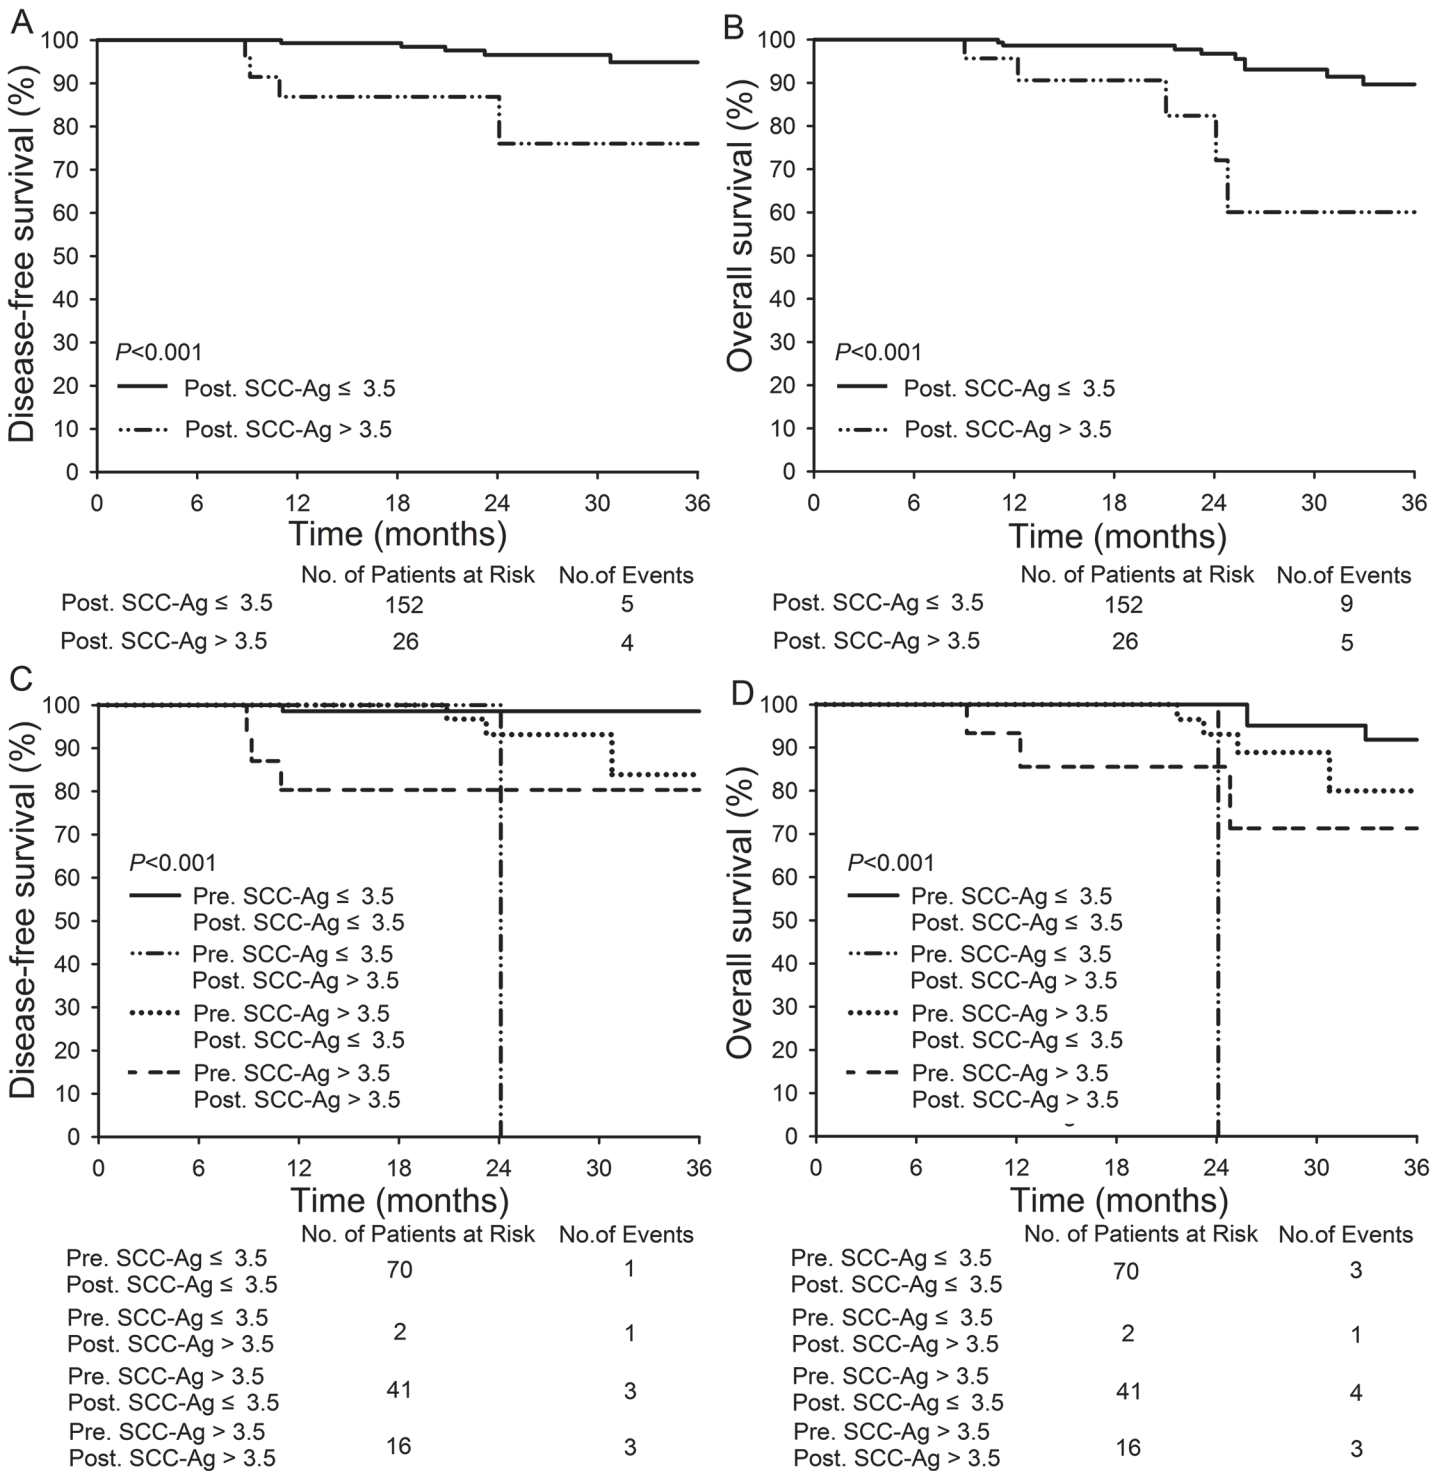 A
Disease-free survival (%)
100
90
80
70
60
50
40
30
20
10
0
P<0.001
Post. SCC-Ag ≤ 3.5
Post. SCC-Ag > 3.5
0 6 12 18 24 30 36
Time (months)
No. of Patients at Risk No.of Events
Post. SCC-Ag ≤ 3.5 152 5
Post. SCC-Ag > 3.5 26 4
B
Overall survival (%)
100
90
80
70
60
50
40
30
20
10
0
P<0.001
Post. SCC-Ag ≤ 3.5
Post. SCC-Ag > 3.5
0 6 12 18 24 30 36
Time (months)
No. of Patients at Risk No.of Events
Post. SCC-Ag ≤ 3.5 152 9
Post. SCC-Ag > 3.5 26 5
C
Disease-free survival (%)
100
90
80
70
60
50
40
30
20
10
0
P<0.001
Pre. SCC-Ag ≤ 3.5
Post. SCC-Ag ≤ 3.5
Pre. SCC-Ag ≤ 3.5
Post. SCC-Ag > 3.5
Pre. SCC-Ag > 3.5
Post. SCC-Ag ≤ 3.5
Pre. SCC-Ag > 3.5
Post. SCC-Ag > 3.5
0 6 12 18 24 30 36
Time (months)
No. of Patients at Risk No.of Events
Pre. SCC-Ag ≤ 3.5
Post. SCC-Ag ≤ 3.5 70 1
Pre. SCC-Ag ≤ 3.5
Post. SCC-Ag > 3.5 2 1
Pre. SCC-Ag > 3.5
Post. SCC-Ag ≤ 3.5 41 3
Pre. SCC-Ag > 3.5
Post. SCC-Ag > 3.5 16 3
D
Overall survival (%)
100
90
80
70
60
50
40
30
20
10
0
P<0.001
Pre. SCC-Ag ≤ 3.5
Post. SCC-Ag ≤ 3.5
Pre. SCC-Ag ≤ 3.5
Post. SCC-Ag > 3.5
Pre. SCC-Ag > 3.5
Post. SCC-Ag ≤ 3.5
Pre. SCC-Ag > 3.5
Post. SCC-Ag > 3.5
0 6 12 18 24 30 36
Time (months)
No. of Patients at Risk No.of Events
Pre. SCC-Ag ≤ 3.5
Post. SCC-Ag ≤ 3.5 70 3
Pre. SCC-Ag ≤ 3.5
Post. SCC-Ag > 3.5 2 1
Pre. SCC-Ag > 3.5
Post. SCC-Ag ≤ 3.5 41 4
Pre. SCC-Ag > 3.5
Post. SCC-Ag > 3.5 16 3